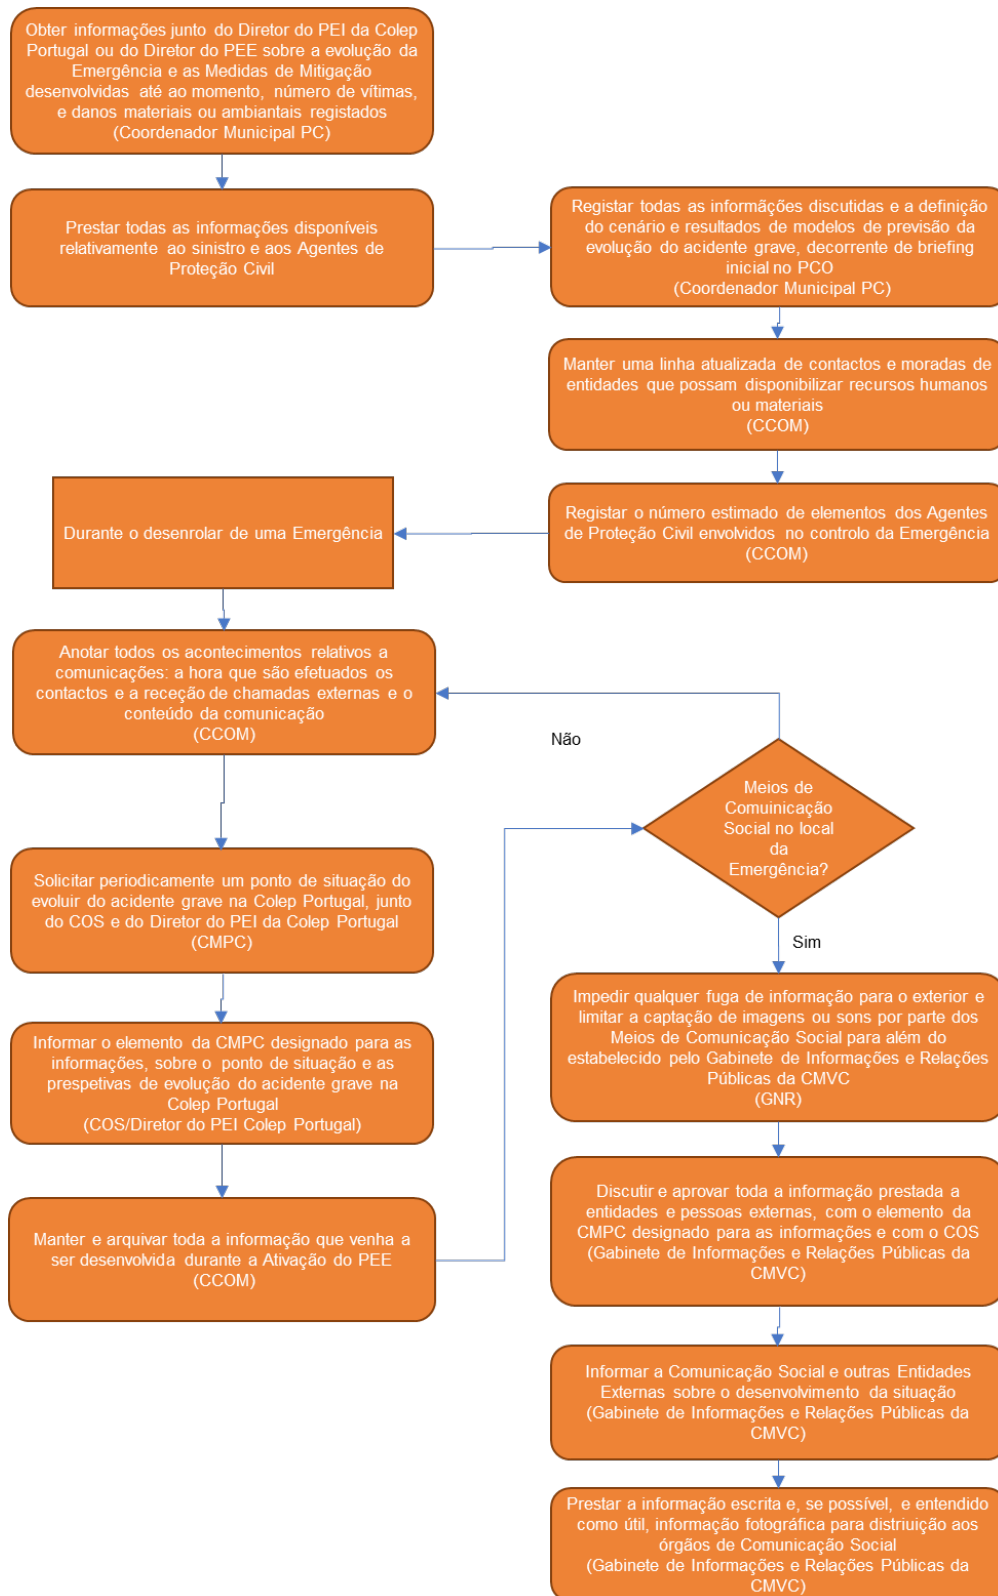 Obter informações junto do Diretor do PEI da Colep
Portugal ou do Diretor do PEE sobre a evolução da
Emergência e as Medidas de Mitigação
desenvolvidas até ao momento, número de vítimas,
e danos materiais ou ambiantais registados
(Coordenador Municipal PC)
Prestar todas as informações disponíveis
relativamente ao sinistro e aos Agentes de
Proteção Civil
Registar todas as informãções discutidas e a definição
do cenário e resultados de modelos de previsão da
evolução do acidente grave, decorrente de briefing
inicial no PCO
(Coordenador Municipal PC)
Manter uma linha atualizada de contactos e moradas de
entidades que possam disponibilizar recursos humanos
ou materiais
(CCOM)
Registar o número estimado de elementos dos Agentes
de Proteção Civil envolvidos no controlo da Emergência
(CCOM)
Durante o desenrolar de uma Emergência
Anotar todos os acontecimentos relativos a
comunicações: a hora que são efetuados os
contactos e a receção de chamadas externas e o
conteúdo da comunicação
(CCOM)
Solicitar periodicamente um ponto de situação do
evoluir do acidente grave na Colep Portugal, junto
do COS e do Diretor do PEI da Colep Portugal
(CMPC)
Informar o elemento da CMPC designado para as
informações, sobre o ponto de situação e as
prespetivas de evolução do acidente grave na
Colep Portugal
(COS/Diretor do PEI Colep Portugal)
Manter e arquivar toda a informação que venha a
ser desenvolvida durante a Ativação do PEE
(CCOM)
Meios de
Comuinicação
Social no local
da
Emergência?
Não
Sim
Impedir qualquer fuga de informação para o exterior e
limitar a captação de imagens ou sons por parte dos
Meios de Comunicação Social para além do
estabelecido pelo Gabinete de Informações e Relações
Públicas da CMVC
(GNR)
Discutir e aprovar toda a informação prestada a
entidades e pessoas externas, com o elemento da
CMPC designado para as informações e com o COS
(Gabinete de Informações e Relações Públicas da
CMVC)
Informar a Comunicação Social e outras Entidades
Externas sobre o desenvolvimento da situação
(Gabinete de Informações e Relações Públicas da
CMVC)
Prestar a informação escrita e, se possível, e entendido
como útil, informação fotográfica para distriuição aos
órgãos de Comunicação Social
(Gabinete de Informações e Relações Públicas da
CMVC)